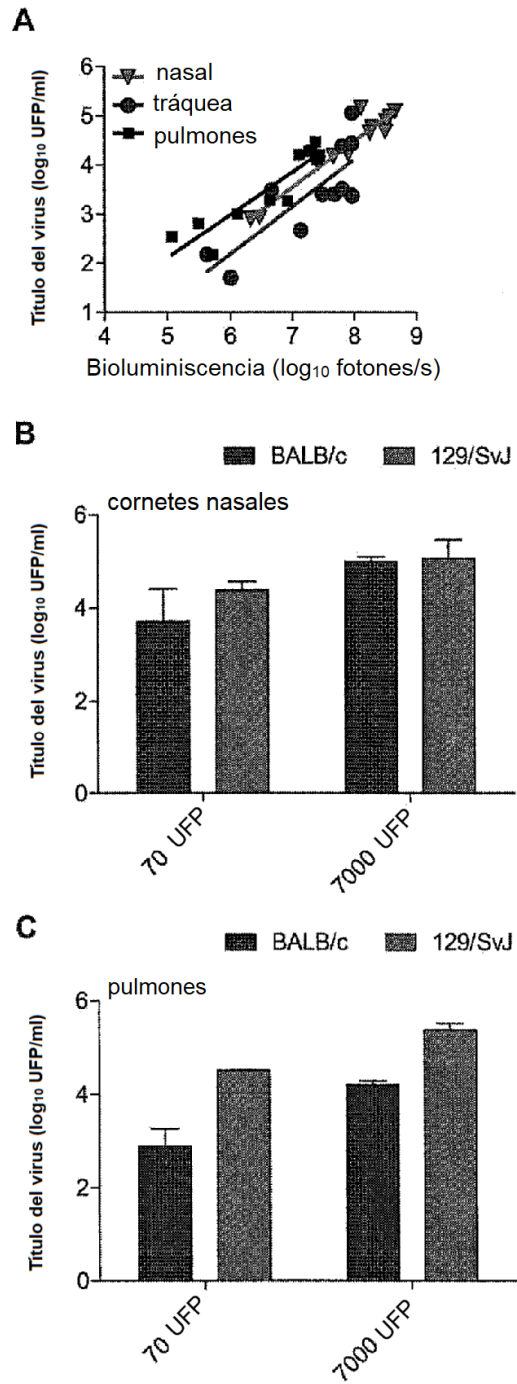 A
nasal
tráquea
pulmones
Título del virus (log₁₀ UFP/ml)
6
5
4
3
2
1
4 5 6 7 8 9
Bioluminiscencia (log₁₀ fotones/s)
B
BALB/c 129/SvJ
cornetes nasales
Título del virus (log₁₀ UFP/ml)
6
4
2
0
70 UFP 7000 UFP
C
BALB/c 129/SvJ
pulmones
Título del virus (log₁₀ UFP/ml)
6
4
2
0
70 UFP 7000 UFP